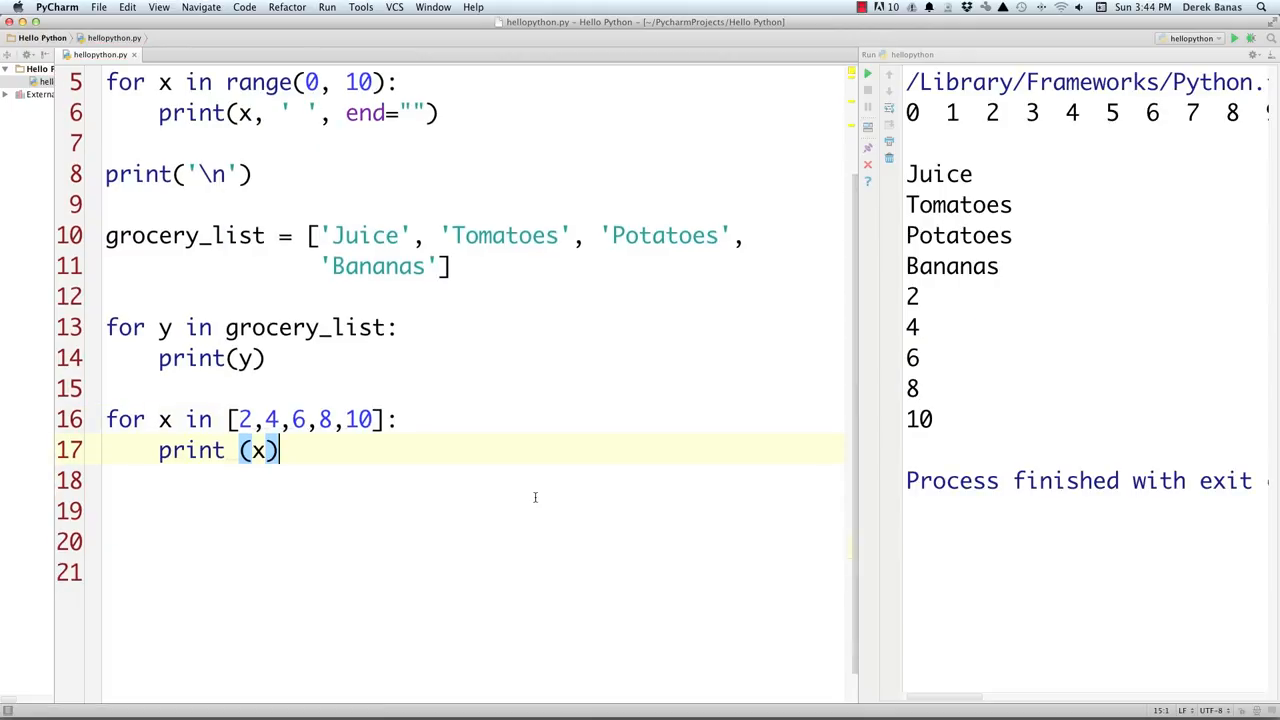 PyCharm File Edit View Navigate Code Refactor Run Tools VCS Window Help 10 Sun 3:44 PM Derek Banas
hellopython.py – Hello Python – [~/PycharmProjects/Hello Python]
Hello Python hellopython.py hellopython
hellopython.py × Run hellopython
Hello P
hell
Extern
5 for x in range(0, 10):
6 print(x, ' ', end="")
7
8 print('\n')
9
10 grocery_list = ['Juice', 'Tomatoes', 'Potatoes',
11 'Bananas']
12
13 for y in grocery_list:
14 print(y)
15
16 for x in [2,4,6,8,10]:
17 print (x)
18
19
20
21
/Library/Frameworks/Python.
0 1 2 3 4 5 6 7 8
Juice
Tomatoes
Potatoes
Bananas
2
4
6
8
10
Process finished with exit
15:1 LF UTF-8